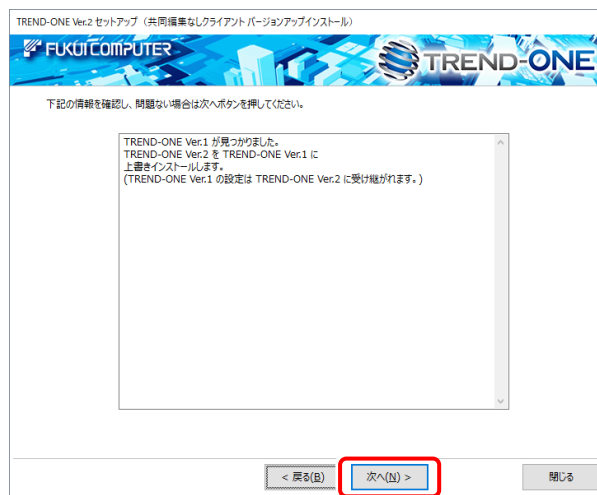 TREND-ONE Ver.2 セットアップ（共同編集なしクライアント バージョンアップインストール）
FUKUI COMPUTER
TREND-ONE
下記の情報を確認し、問題ない場合は次へボタンを押してください。
TREND-ONE Ver.1 が見つかりました。
TREND-ONE Ver.2 を TREND-ONE Ver.1 に
上書きインストールします。
(TREND-ONE Ver.1 の設定は TREND-ONE Ver.2 に受け継がれます。)
< 戻る(B) 次へ(N) > 閉じる